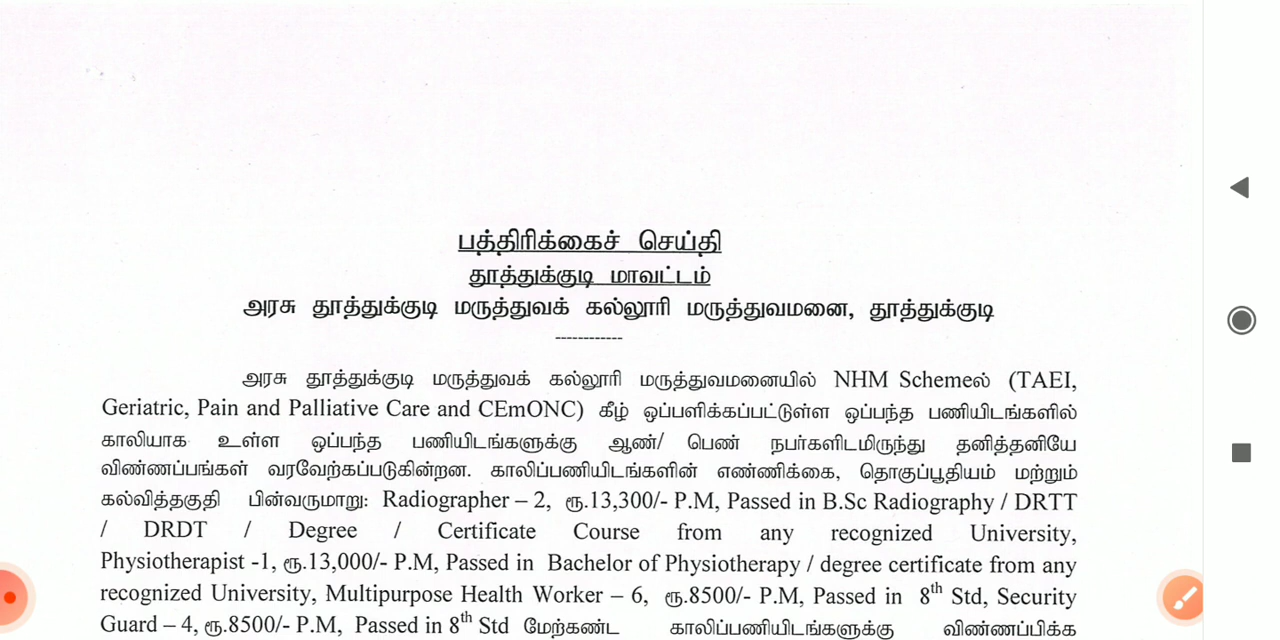 பத்திரிக்கைச் செய்தி
தூத்துக்குடி மாவட்டம்
அரசு தூத்துக்குடி மருத்துவக் கல்லூரி மருத்துவமனை, தூத்துக்குடி
------------
அரசு தூத்துக்குடி மருத்துவக் கல்லூரி மருத்துவமனையில் NHM Schemeல் (TAEI,
Geriatric, Pain and Palliative Care and CEmONC) கீழ் ஒப்பளிக்கப்பட்டுள்ள ஒப்பந்த பணியிடங்களில்
காலியாக உள்ள ஒப்பந்த பணியிடங்களுக்கு ஆண்/ பெண் நபர்களிடமிருந்து தனித்தனியே
விண்ணப்பங்கள் வரவேற்கப்படுகின்றன. காலிப்பணியிடங்களின் எண்ணிக்கை, தொகுப்பூதியம் மற்றும்
கல்வித்தகுதி பின்வருமாறு: Radiographer – 2, ரூ.13,300/- P.M, Passed in B.Sc Radiography / DRTT
/ DRDT / Degree / Certificate Course from any recognized University,
Physiotherapist -1, ரூ.13,000/- P.M, Passed in Bachelor of Physiotherapy / degree certificate from any
recognized University, Multipurpose Health Worker – 6, ரூ.8500/- P.M, Passed in 8th Std, Security
Guard – 4, ரூ.8500/- P.M, Passed in 8th Std மேற்கண்ட காலிப்பணியிடங்களுக்கு விண்ணப்பிக்க